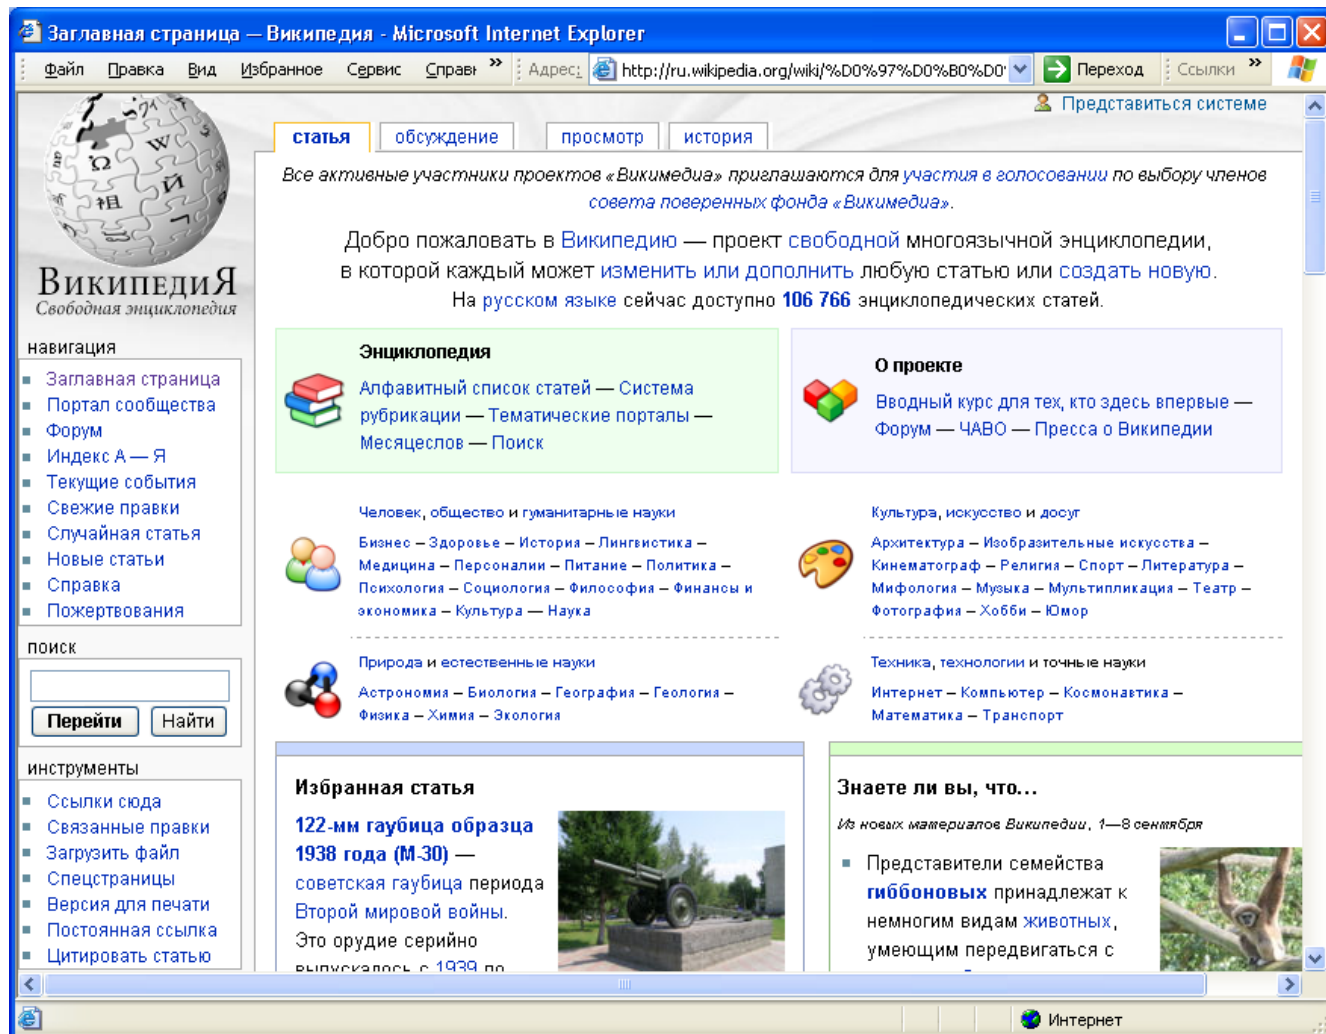 Заглавная страница — Википедия - Microsoft Internet Explorer
Файл Правка Вид Избранное Сервис Справк » Адрес: http://ru.wikipedia.org/wiki/%D0%97%D0%B0%D0 Переход Ссылки »
Представиться системе
статья обсуждение просмотр история
Все активные участники проектов «Викимедиа» приглашаются для участия в голосовании по выбору членов
совета поверенных фонда «Викимедиа».
Добро пожаловать в Википедию — проект свободной многоязычной энциклопедии,
в которой каждый может изменить или дополнить любую статью или создать новую.
На русском языке сейчас доступно 106 766 энциклопедических статей.
ВикипедиЯ
Свободная энциклопедия
навигация
Заглавная страница
Портал сообщества
Форум
Индекс А — Я
Текущие события
Свежие правки
Случайная статья
Новые статьи
Справка
Пожертвования
поиск
Перейти Найти
инструменты
Ссылки сюда
Связанные правки
Загрузить файл
Спецстраницы
Версия для печати
Постоянная ссылка
Цитировать статью
Энциклопедия
Алфавитный список статей — Система
рубрикации — Тематические порталы —
Месяцеслов — Поиск
О проекте
Вводный курс для тех, кто здесь впервые —
Форум — ЧАВО — Пресса о Википедии
Человек, общество и гуманитарные науки
Бизнес – Здоровье – История – Лингвистика –
Медицина – Персоналии – Питание – Политика –
Психология – Социология – Философия – Финансы и
экономика – Культура — Наука
Культура, искусство и досуг
Архитектура – Изобразительные искусства –
Кинематограф – Религия – Спорт – Литература –
Мифология – Музыка – Мультипликация – Театр –
Фотография – Хобби – Юмор
Природа и естественные науки
Астрономия – Биология – География – Геология –
Физика – Химия – Экология
Техника, технологии и точные науки
Интернет – Компьютер – Космонавтика –
Математика – Транспорт
Избранная статья
122-мм гаубица образца
1938 года (М-30) —
советская гаубица периода
Второй мировой войны.
Это орудие серийно
выпускалось с 1939 по
Знаете ли вы, что...
Из новых материалов Википедии, 1—8 сентября
Представители семейства
гиббоновых принадлежат к
немногим видам животных,
умеющим передвигаться с
Интернет